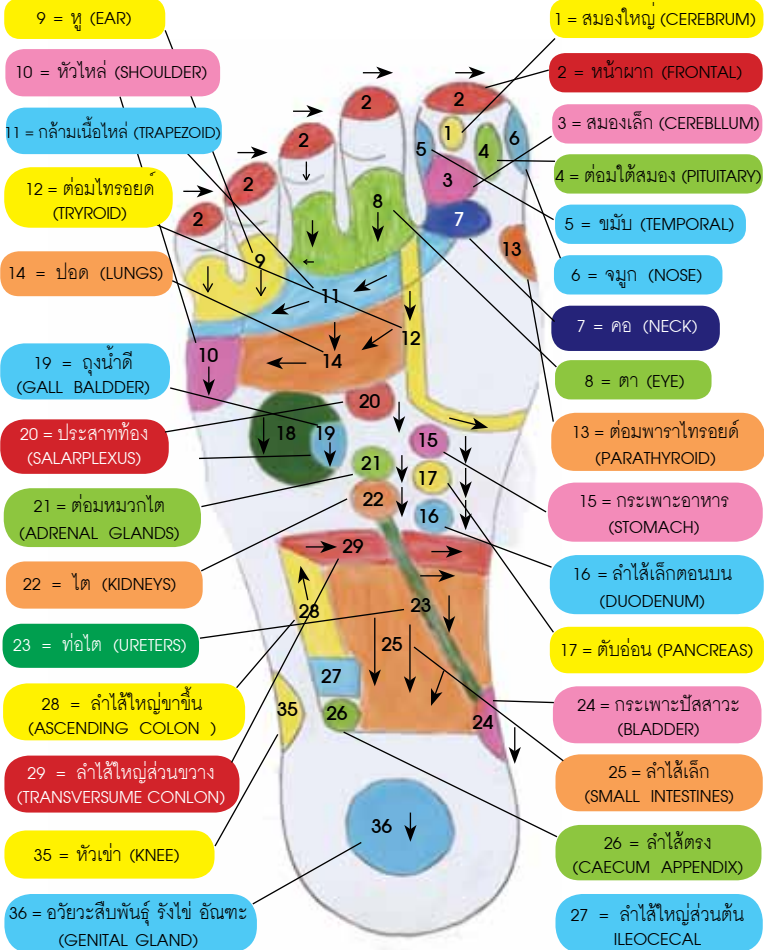 9 = หู (EAR)
10 = หัวไหล่ (SHOULDER)
11 = กล้ามเนื้อไหล่ (TRAPEZOID)
12 = ต่อมไทรอยด์
(TRYROID)
14 = ปอด (LUNGS)
19 = ถุงน้ำดี
(GALL BALDDER)
20 = ประสาทท้อง
(SALARPLEXUS)
21 = ต่อมหมวกไต
(ADRENAL GLANDS)
22 = ไต (KIDNEYS)
23 = ท่อไต (URETERS)
28 = ลำไส้ใหญ่ขาขึ้น
(ASCENDING COLON )
29 = ลำไส้ใหญ่ส่วนขวาง
(TRANSVERSUME CONLON)
35 = หัวเข่า (KNEE)
36 = อวัยวะสืบพันธุ์ รังไข่ อัณฑะ
(GENITAL GLAND)
2
2
2
2
2
1
6
5
4
3
8
7
13
9
11
12
10
14
20
18
19
15
21
17
22
16
29
28
23
25
27
35
26
24
36
1 = สมองใหญ่ (CEREBRUM)
2 = หน้าผาก (FRONTAL)
3 = สมองเล็ก (CEREBLLUM)
4 = ต่อมใต้สมอง (PITUITARY)
5 = ขมับ (TEMPORAL)
6 = จมูก (NOSE)
7 = คอ (NECK)
8 = ตา (EYE)
13 = ต่อมพาราไทรอยด์
(PARATHYROID)
15 = กระเพาะอาหาร
(STOMACH)
16 = ลำไส้เล็กตอนบน
(DUODENUM)
17 = ตับอ่อน (PANCREAS)
24 = กระเพาะปัสสาวะ
(BLADDER)
25 = ลำไส้เล็ก
(SMALL INTESTINES)
26 = ลำไส้ตรง
(CAECUM APPENDIX)
27 = ลำไส้ใหญ่ส่วนต้น
ILEOCECAL